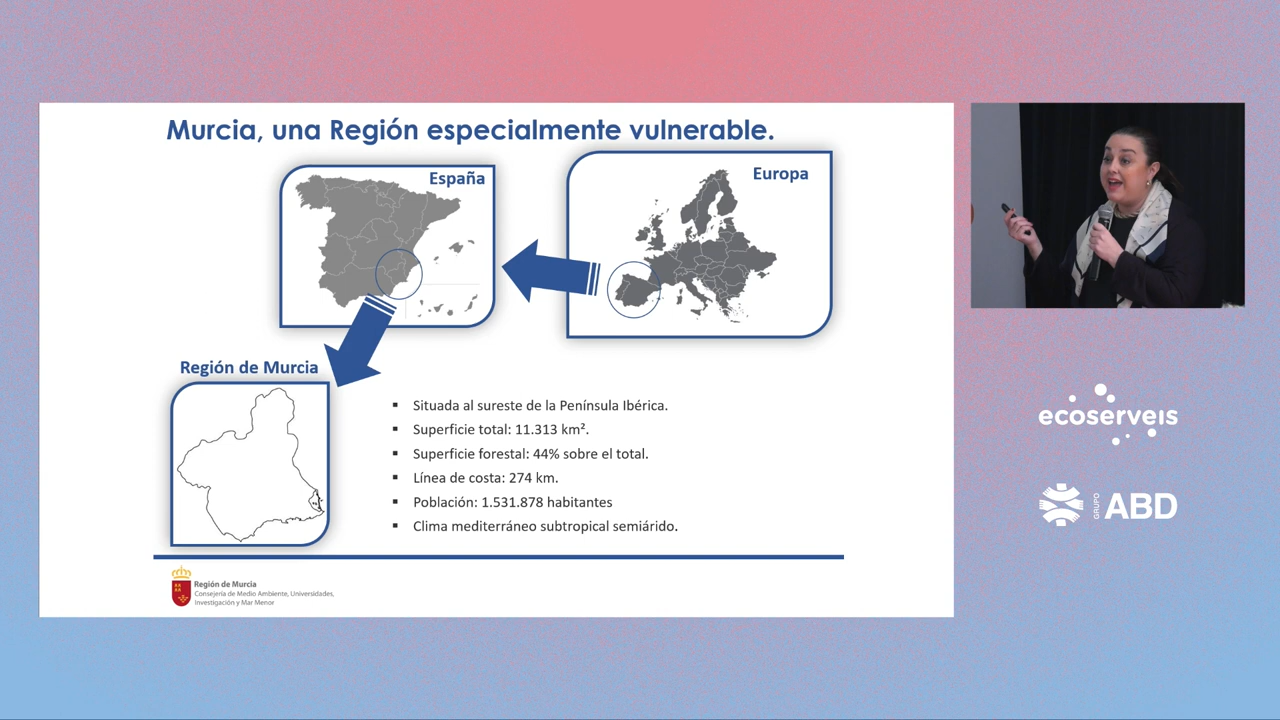 Murcia, una Región especialmente vulnerable.
España
Europa
Región de Murcia
▪ Situada al sureste de la Península Ibérica.
▪ Superficie total: 11.313 km².
▪ Superficie forestal: 44% sobre el total.
▪ Línea de costa: 274 km.
▪ Población: 1.531.878 habitantes
▪ Clima mediterráneo subtropical semiárido.
Región de Murcia
Consejería de Medio Ambiente, Universidades,
Investigación y Mar Menor
ecoserveis
GRUPO ABD